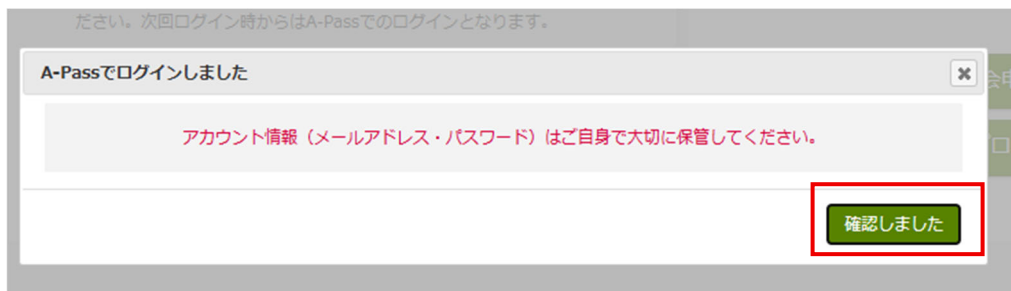 ださい。次回ログイン時からはA-Passでのログインとなります。
A-Passでログインしました
会申
アカウント情報（メールアドレス・パスワード）はご自身で大切に保管してください。
ロ
確認しました